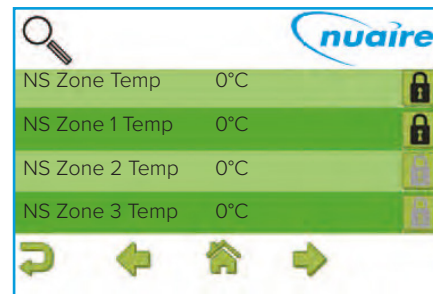 nuaire
NS Zone Temp 0°C
NS Zone 1 Temp 0°C
NS Zone 2 Temp 0°C
NS Zone 3 Temp 0°C